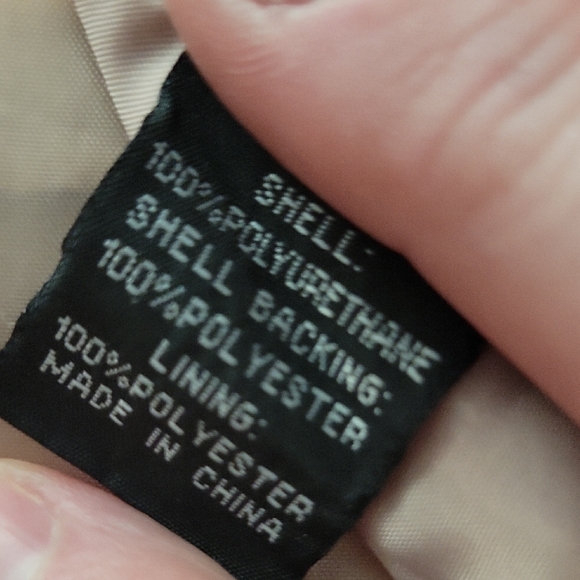 SHELL:
100%POLYURETHANE
SHELL BACKING:
100%POLYESTER
LINING:
100%POLYESTER
MADE IN CHINA